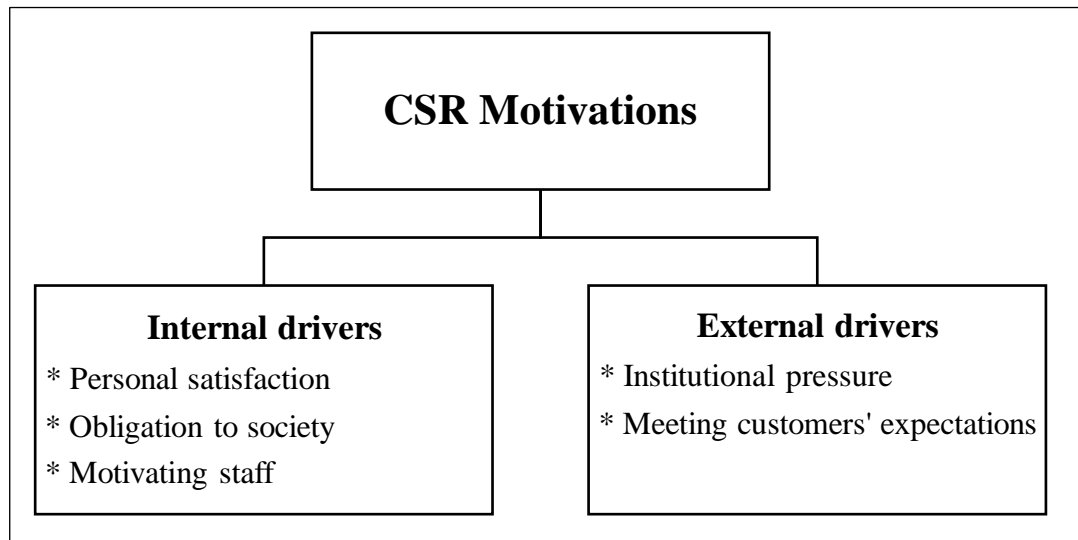 CSR Motivations
Internal drivers
* Personal satisfaction
* Obligation to society
* Motivating staff
External drivers
* Institutional pressure
* Meeting customers' expectations